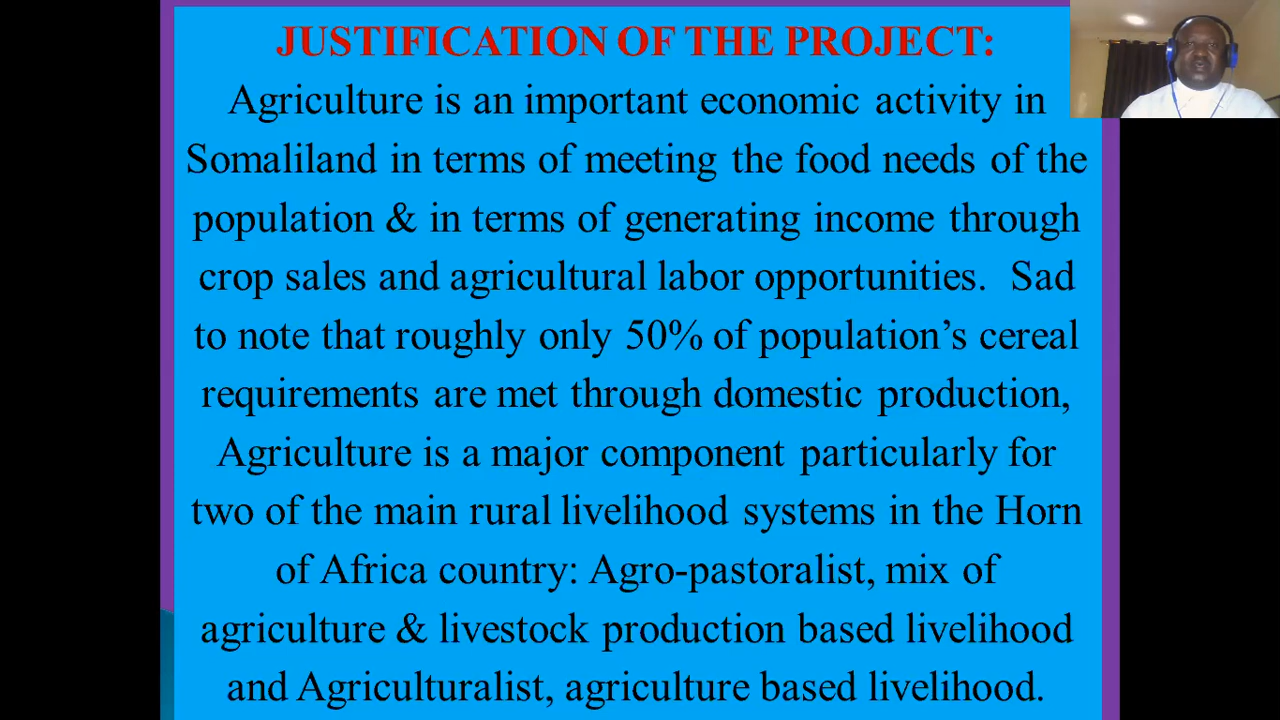 JUSTIFICATION OF THE PROJECT:
Agriculture is an important economic activity in
Somaliland in terms of meeting the food needs of the
population & in terms of generating income through
crop sales and agricultural labor opportunities.  Sad
to note that roughly only 50% of population’s cereal
requirements are met through domestic production,
Agriculture is a major component particularly for
two of the main rural livelihood systems in the Horn
of Africa country: Agro-pastoralist, mix of
agriculture & livestock production based livelihood
and Agriculturalist, agriculture based livelihood.